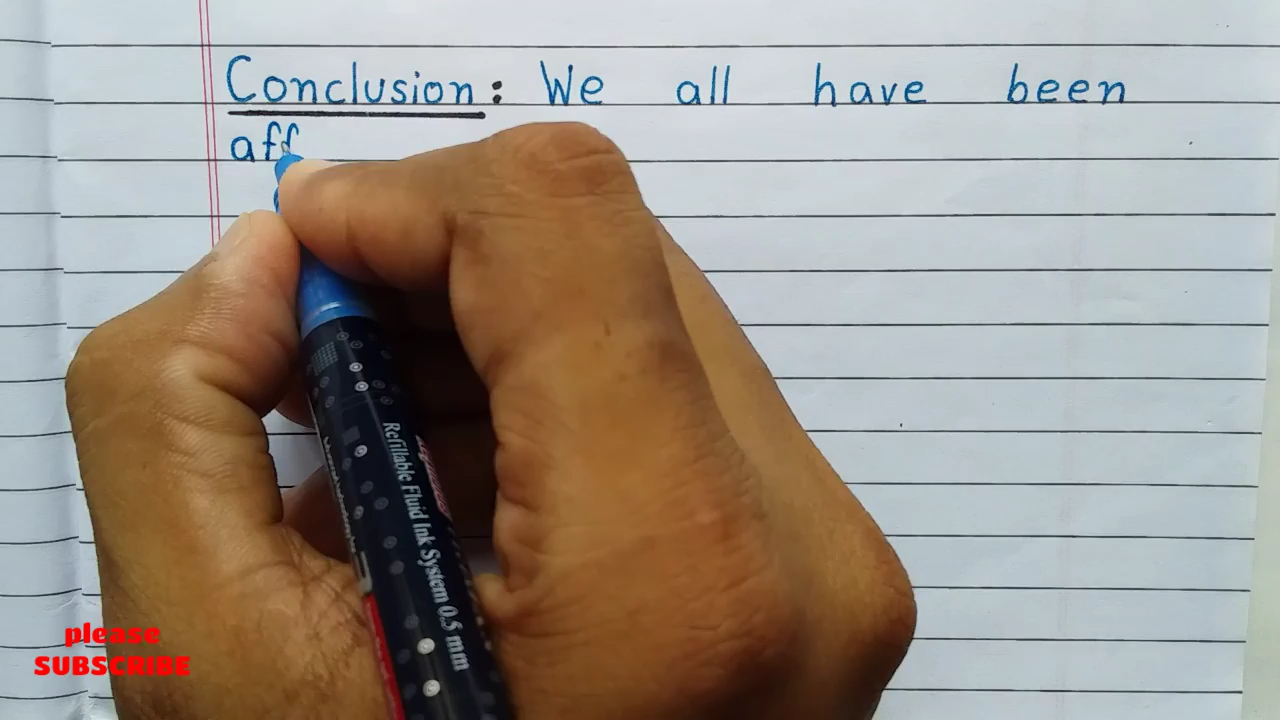 Conclusion: We all have been
aff
Refillable Fluid Ink System 0.5 mm
please
SUBSCRIBE